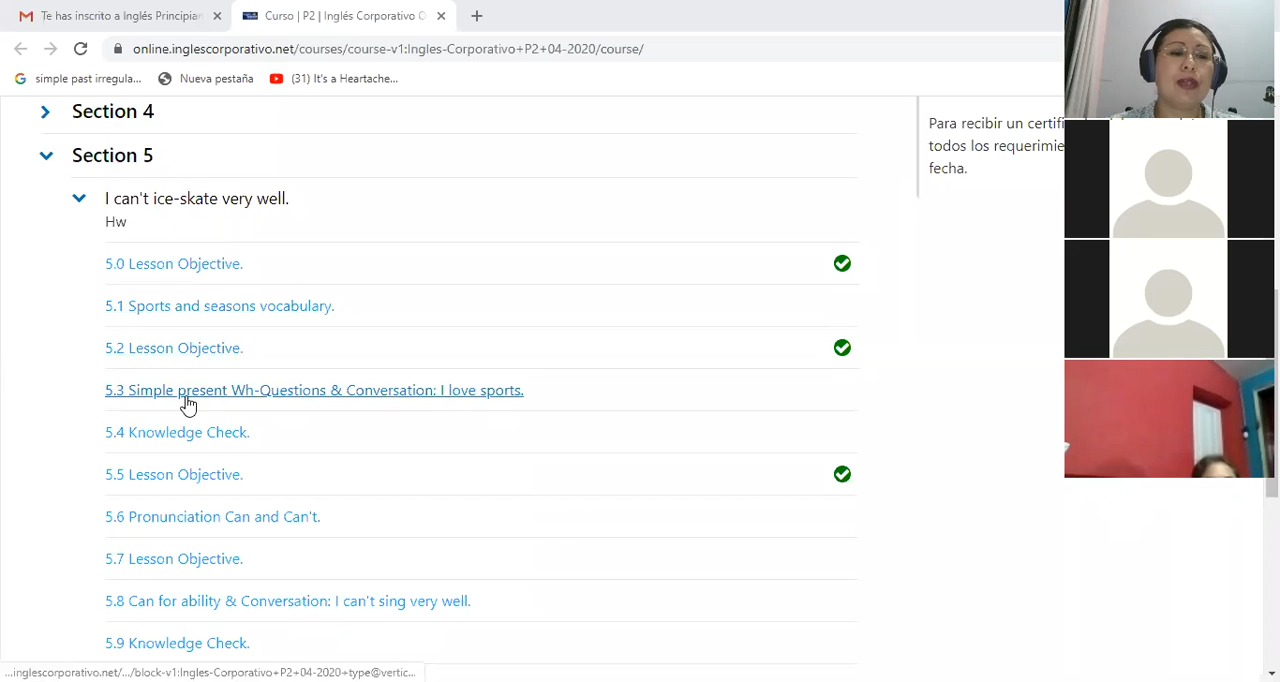 Te has inscrito a Inglés Principian
Curso | P2 | Inglés Corporativo O
online.inglescorporativo.net/courses/course-v1:Ingles-Corporativo+P2+04-2020/course/
simple past irregula...
Nueva pestaña
(31) It's a Heartache...
Section 4
Para recibir un certifi
todos los requerimie
fecha.
Section 5
I can't ice-skate very well.
Hw
5.0 Lesson Objective.
5.1 Sports and seasons vocabulary.
5.2 Lesson Objective.
5.3 Simple present Wh-Questions & Conversation: I love sports.
5.4 Knowledge Check.
5.5 Lesson Objective.
5.6 Pronunciation Can and Can't.
5.7 Lesson Objective.
5.8 Can for ability & Conversation: I can't sing very well.
5.9 Knowledge Check.
...inglescorporativo.net/.../block-v1:Ingles-Corporativo+P2+04-2020+type@vertic...